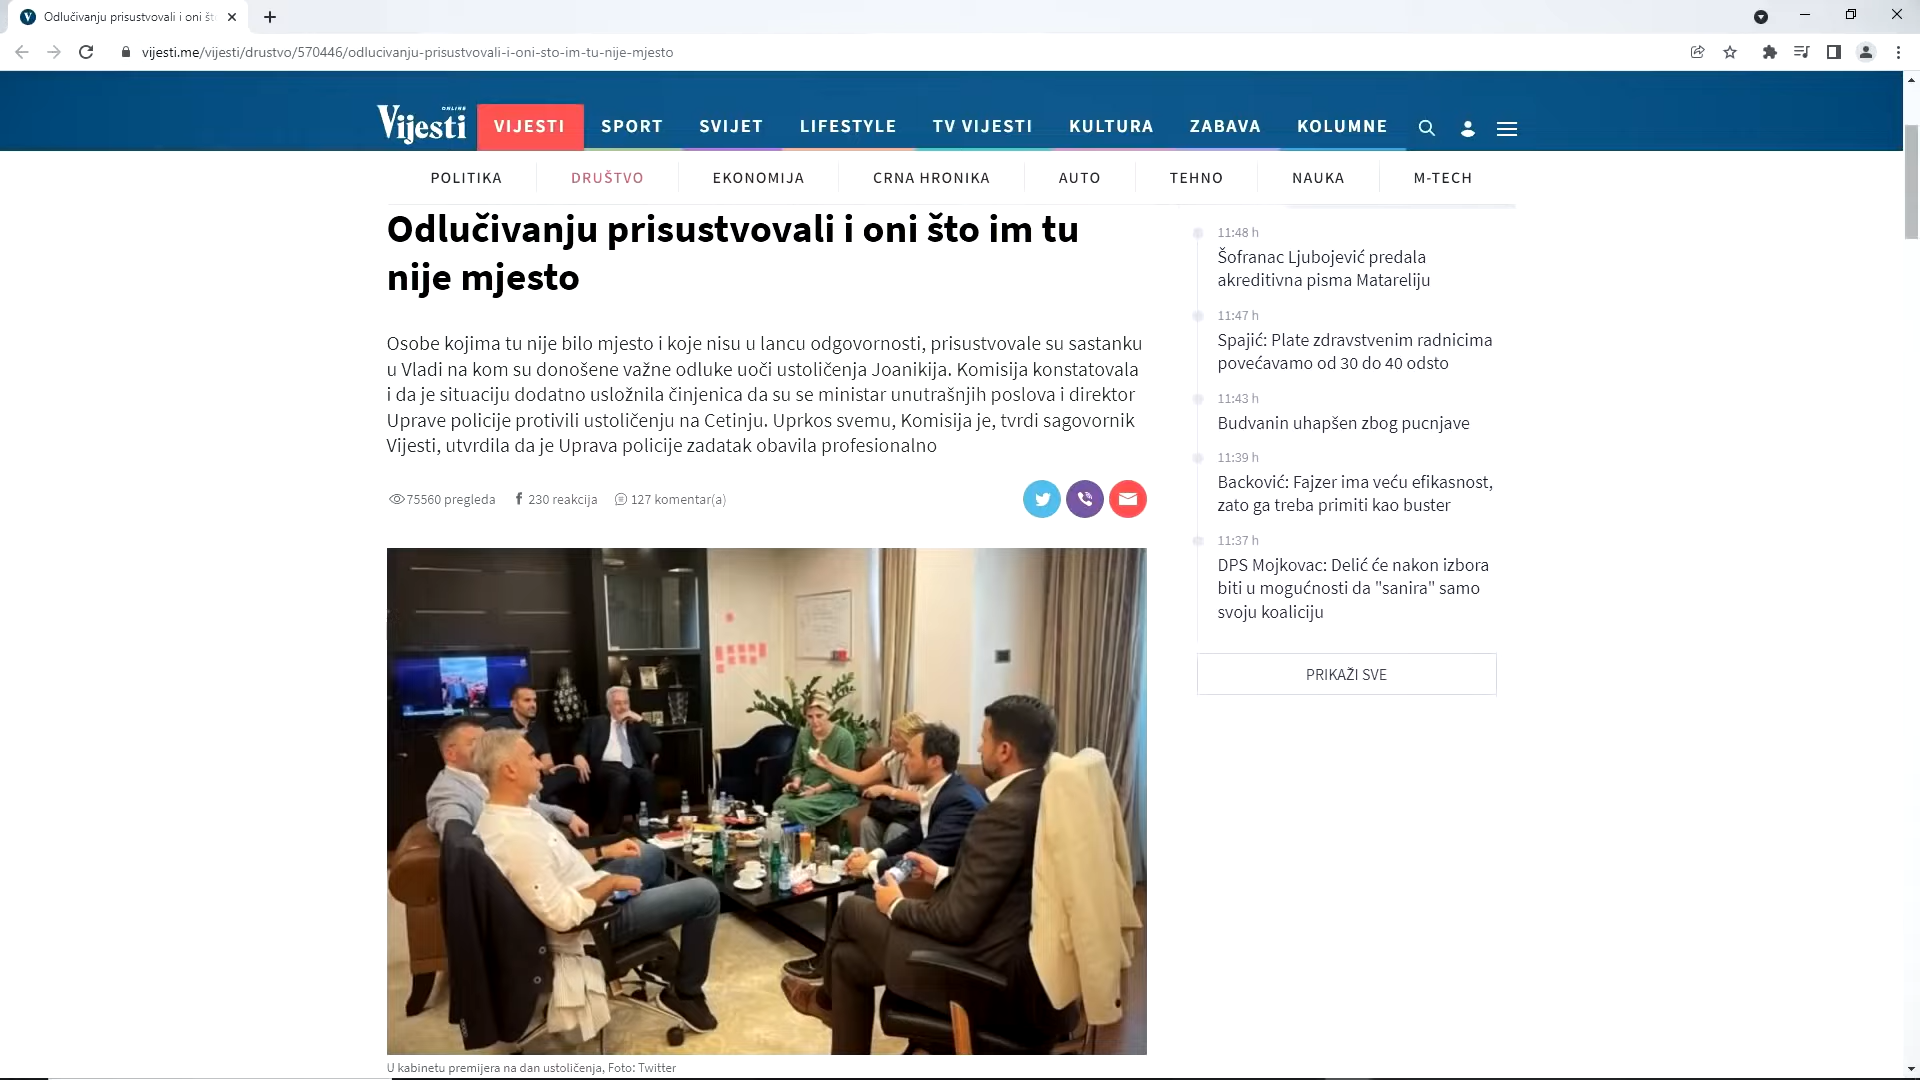 Odlučivanju prisustvovali i oni št
vijesti.me/vijesti/drustvo/570446/odlucivanju-prisustvovali-i-oni-sto-im-tu-nije-mjesto
Vijesti ONLINE
VIJESTI SPORT SVIJET LIFESTYLE TV VIJESTI KULTURA ZABAVA KOLUMNE
POLITIKA DRUŠTVO EKONOMIJA CRNA HRONIKA AUTO TEHNO NAUKA M-TECH
Odlučivanju prisustvovali i oni što im tu
nije mjesto
Osobe kojima tu nije bilo mjesto i koje nisu u lancu odgovornosti, prisustvovale su sastanku
u Vladi na kom su donošene važne odluke uoči ustoličenja Joanikija. Komisija konstatovala
i da je situaciju dodatno usložnila činjenica da su se ministar unutrašnjih poslova i direktor
Uprave policije protivili ustoličenju na Cetinju. Uprkos svemu, Komisija je, tvrdi sagovornik
Vijesti, utvrdila da je Uprava policije zadatak obavila profesionalno
75560 pregleda 230 reakcija 127 komentar(a)
U kabinetu premijera na dan ustoličenja, Foto: Twitter
11:48 h
Šofranac Ljubojević predala
akreditivna pisma Matareliju
11:47 h
Spajić: Plate zdravstvenim radnicima
povećavamo od 30 do 40 odsto
11:43 h
Budvanin uhapšen zbog pucnjave
11:39 h
Backović: Fajzer ima veću efikasnost,
zato ga treba primiti kao buster
11:37 h
DPS Mojkovac: Delić će nakon izbora
biti u mogućnosti da "sanira" samo
svoju koaliciju
PRIKAŽI SVE